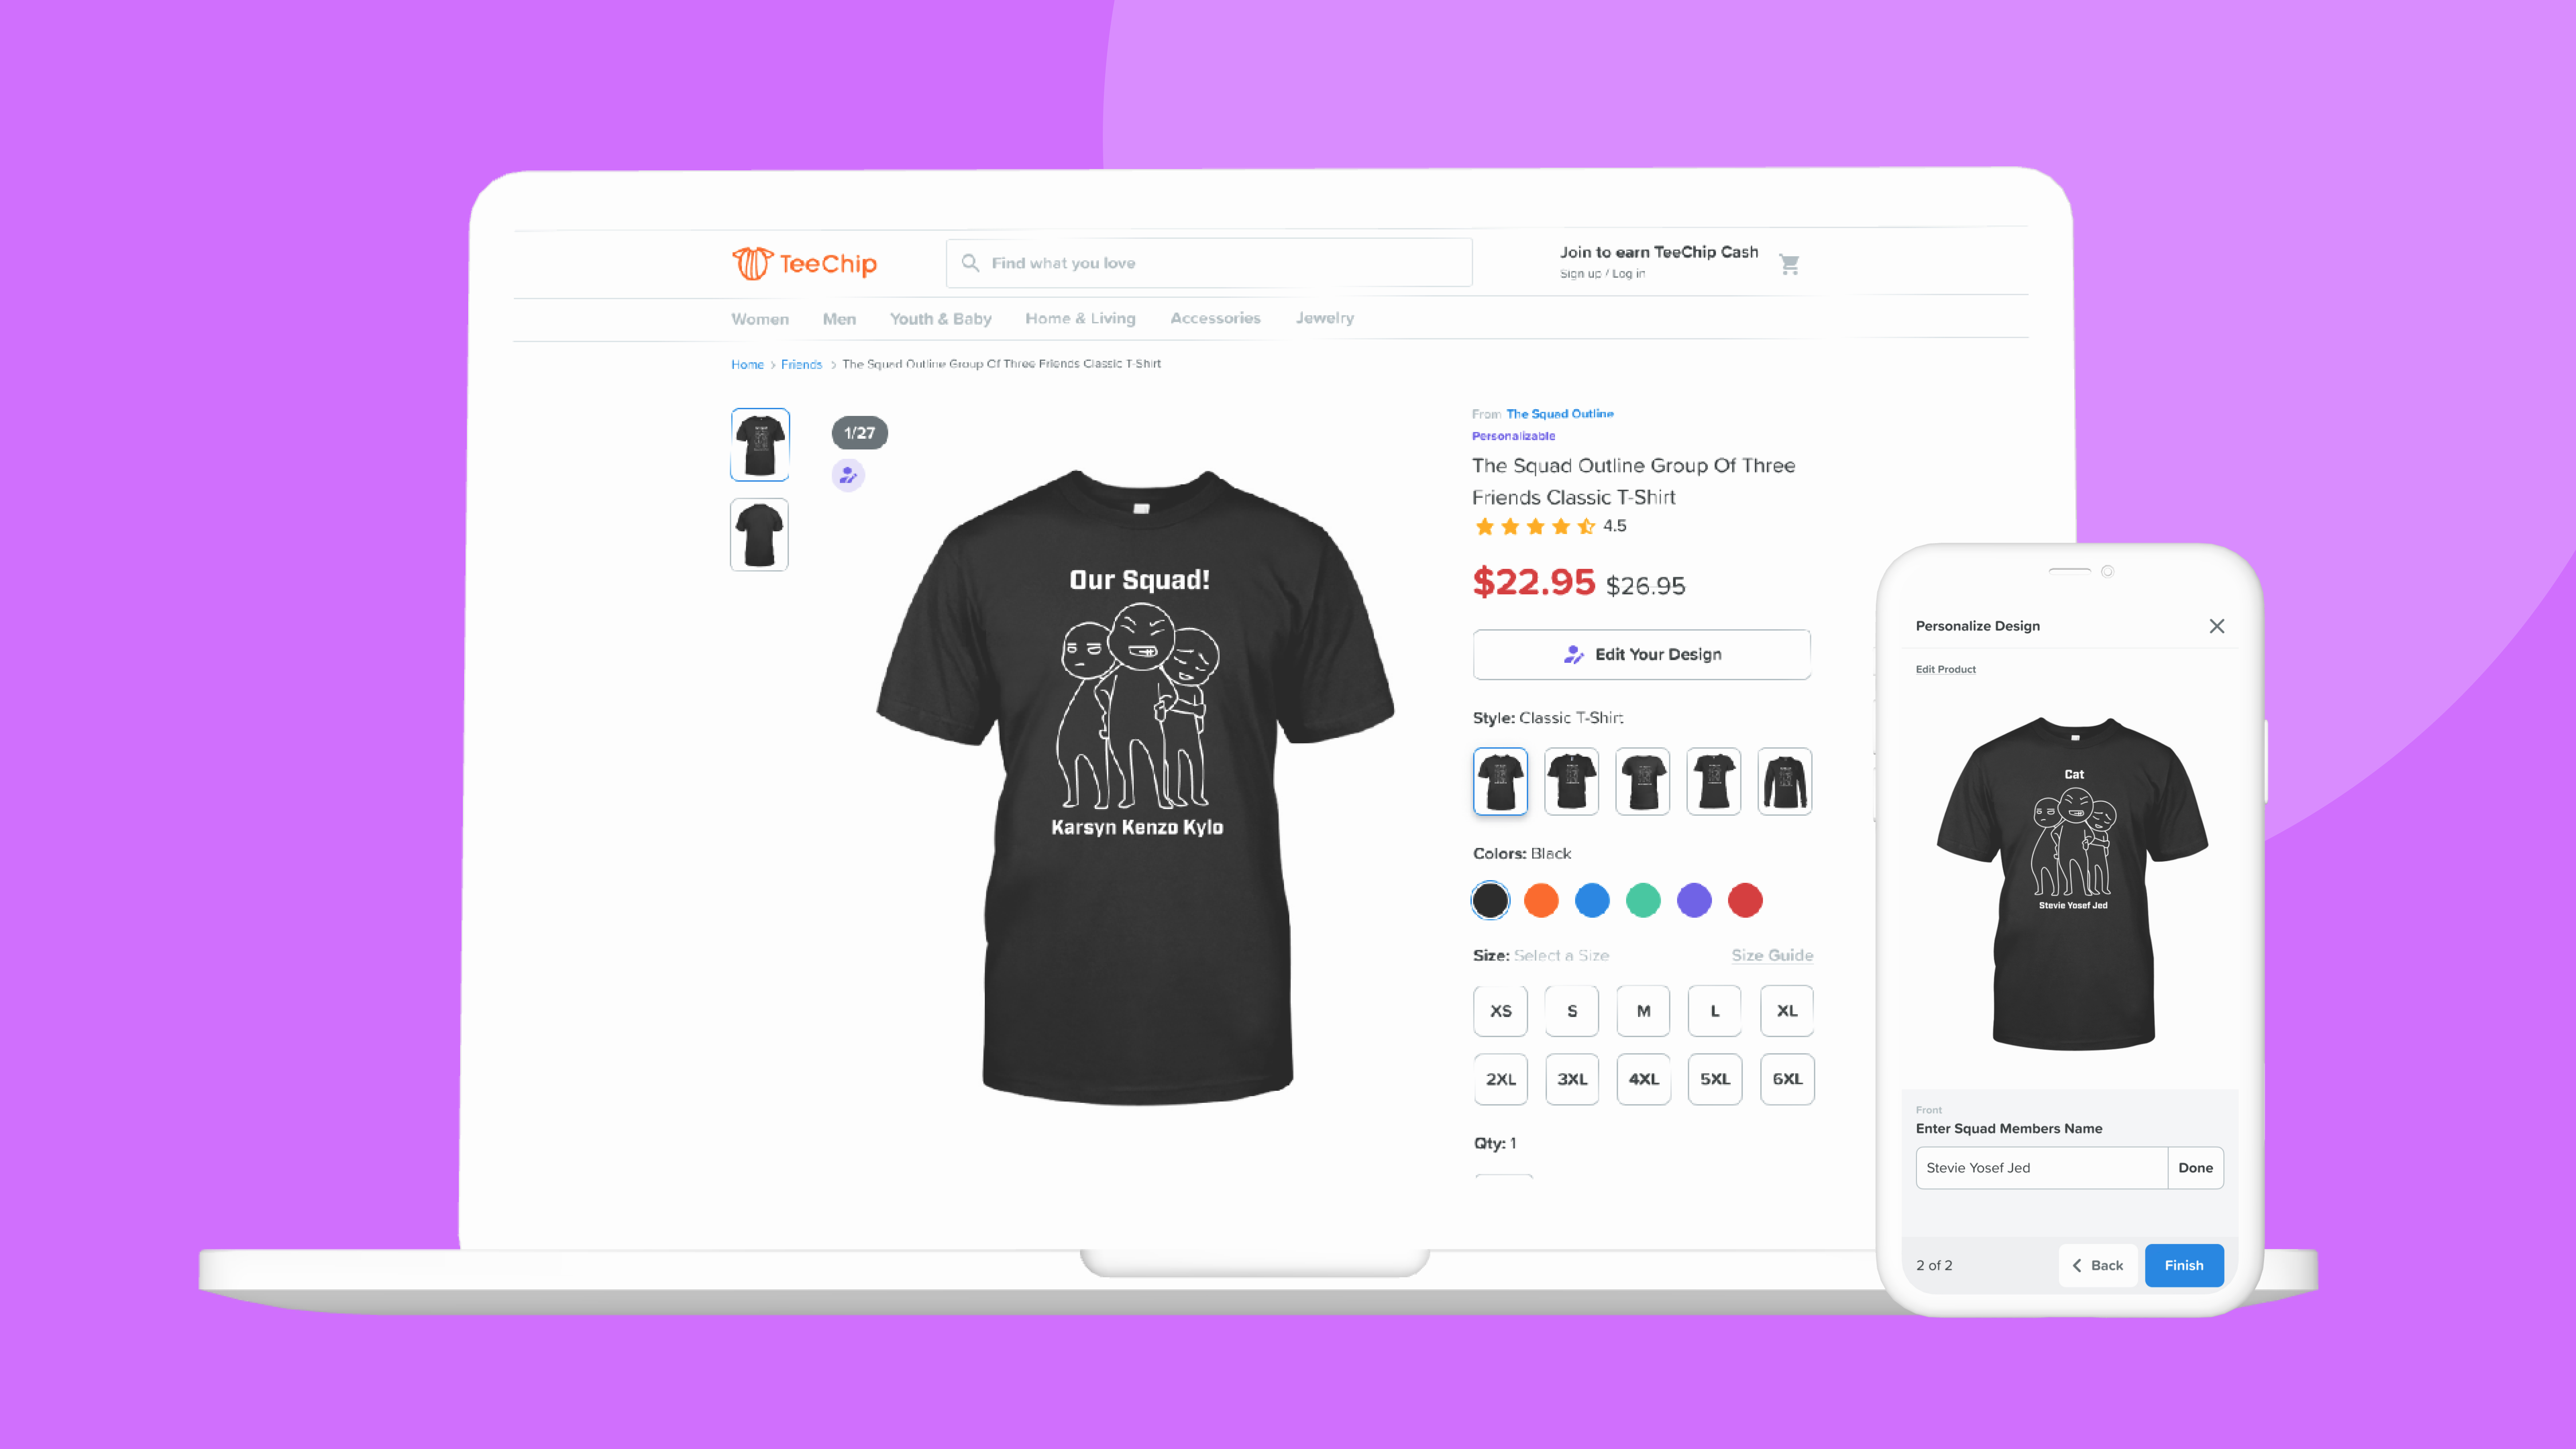 TeeChip
Find what you love
Join to earn TeeChip Cash
Sign up / Log in
Women Men Youth & Baby Home & Living Accessories Jewelry
Home > Friends > The Squad Outline Group Of Three Friends Classic T-Shirt
1/27
Our Squad!
Karsyn Kenzo Kylo
From The Squad Outline
Personalizable
The Squad Outline Group Of Three
Friends Classic T-Shirt
4.5
$22.95 $26.95
Edit Your Design
Style: Classic T-Shirt
Colors: Black
Size: Select a Size Size Guide
XS S M L XL
2XL 3XL 4XL 5XL 6XL
Qty: 1
Personalize Design
Edit Product
Cat
Stevie Yosef Jed
Front
Enter Squad Members Name
Stevie Yosef Jed Done
2 of 2 Back Finish